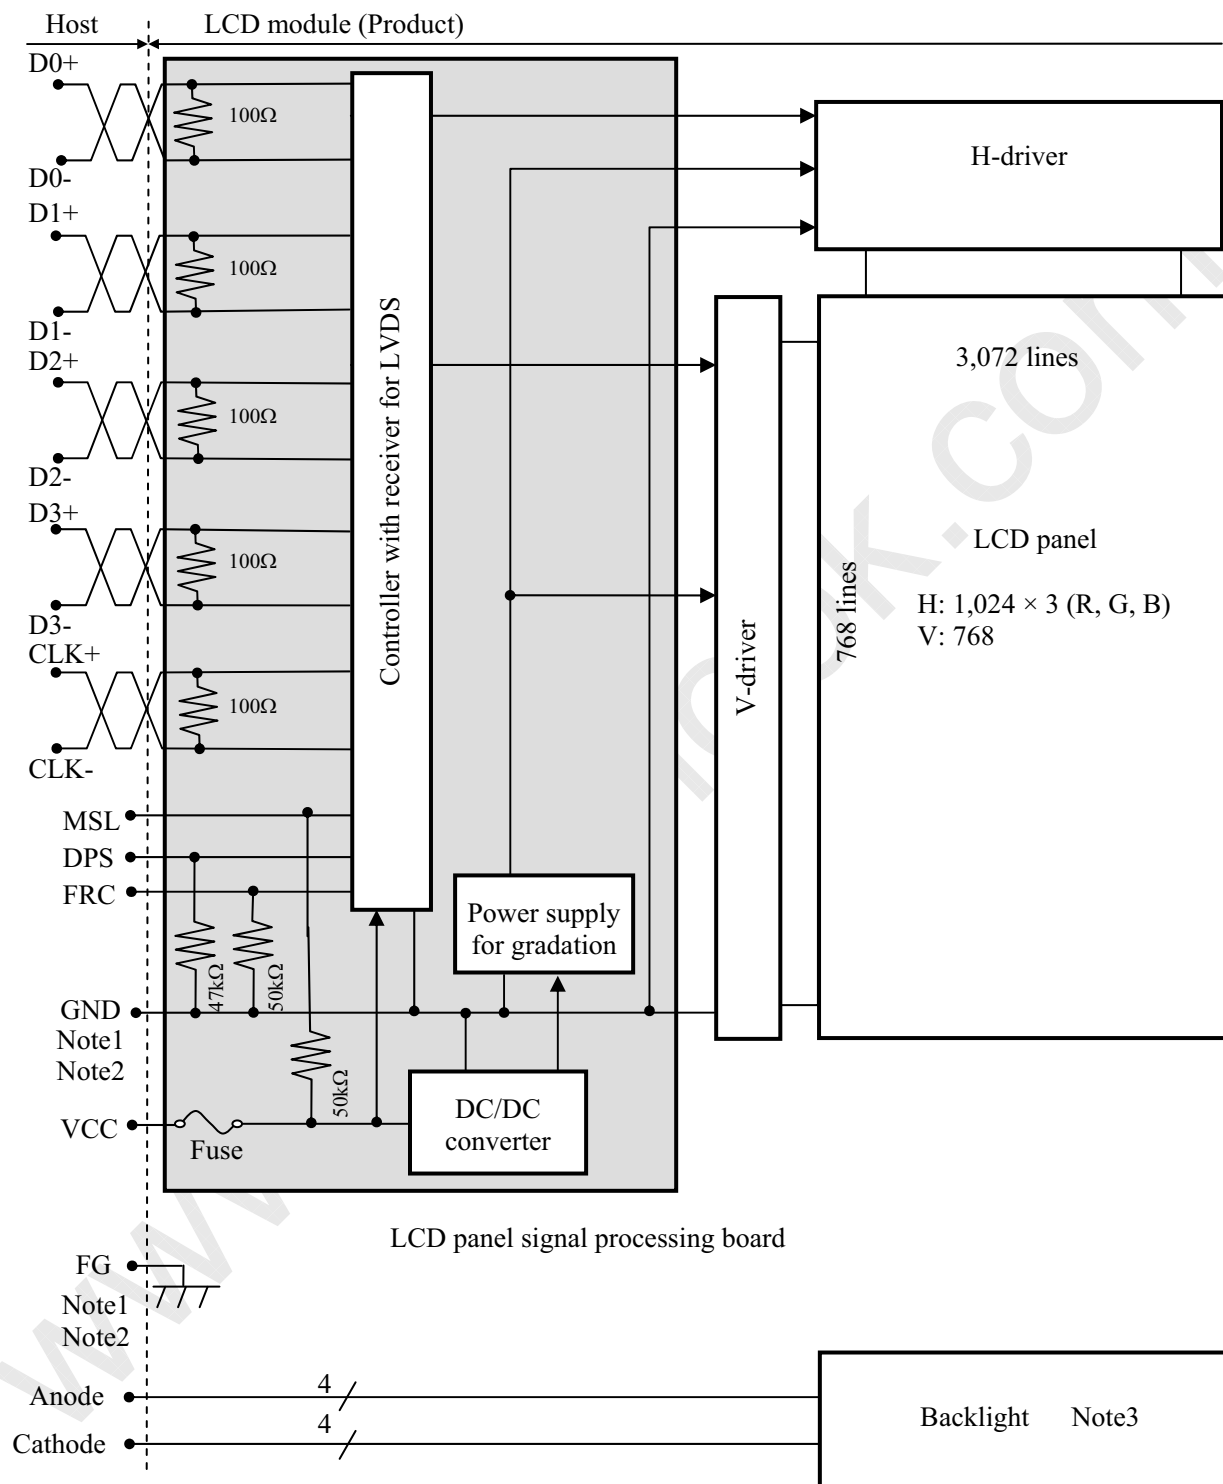 Host
LCD module (Product)
D0+
100Ω
D0-
D1+
100Ω
D1-
D2+
100Ω
D2-
D3+
100Ω
D3-
CLK+
100Ω
CLK-
MSL
DPS
FRC
47kΩ
50kΩ
GND
Note1
Note2
50kΩ
VCC
Fuse
Controller with receiver for LVDS
Power supply
for gradation
DC/DC
converter
H-driver
V-driver
3,072 lines
768 lines
LCD panel
H: 1,024 × 3 (R, G, B)
V: 768
LCD panel signal processing board
FG
Note1
Note2
Anode
4
Cathode
4
Backlight Note3